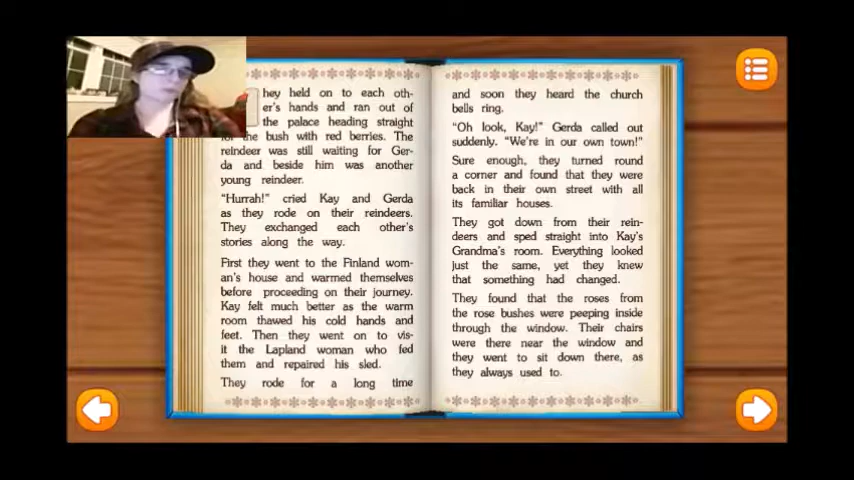 hey held on to each oth-
er's hands and ran out of
the palace heading straight
for the bush with red berries. The
reindeer was still waiting for Ger-
da and beside him was another
young reindeer.
"Hurrah!" cried Kay and Gerda
as they rode on their reindeers.
They exchanged each other's
stories along the way.
First they went to the Finland wom-
an's house and warmed themselves
before proceeding on their journey.
Kay felt much better as the warm
room thawed his cold hands and
feet. Then they went on to vis-
it the Lapland woman who fed
them and repaired his sled.
They rode for a long time
and soon they heard the church
bells ring.
"Oh look, Kay!" Gerda called out
suddenly. "We're in our own town!"
Sure enough, they turned round
a corner and found that they were
back in their own street with all
its familiar houses.
They got down from their rein-
deers and sped straight into Kay's
Grandma's room. Everything looked
just the same, yet they knew
that something had changed.
They found that the roses from
the rose bushes were peeping inside
through the window. Their chairs
were there near the window and
they went to sit down there, as
they always used to.